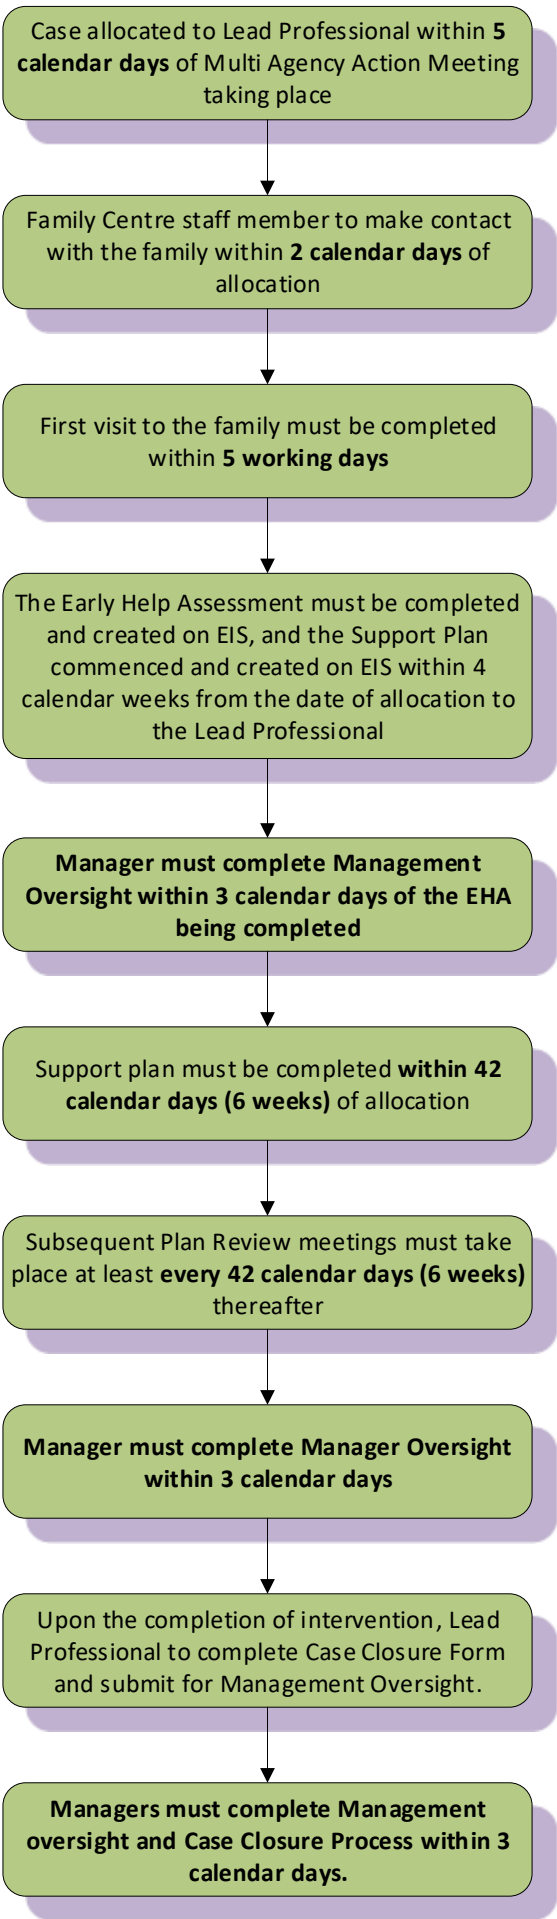 Case allocated to Lead Professional within 5
calendar days of Multi Agency Action Meeting
taking place
Family Centre staff member to make contact
with the family within 2 calendar days of
allocation
First visit to the family must be completed
within 5 working days
The Early Help Assessment must be completed
and created on EIS, and the Support Plan
commenced and created on EIS within 4
calendar weeks from the date of allocation to
the Lead Professional
Manager must complete Management
Oversight within 3 calendar days of the EHA
being completed
Support plan must be completed within 42
calendar days (6 weeks) of allocation
Subsequent Plan Review meetings must take
place at least every 42 calendar days (6 weeks)
thereafter
Manager must complete Manager Oversight
within 3 calendar days
Upon the completion of intervention, Lead
Professional to complete Case Closure Form
and submit for Management Oversight.
Managers must complete Management
oversight and Case Closure Process within 3
calendar days.